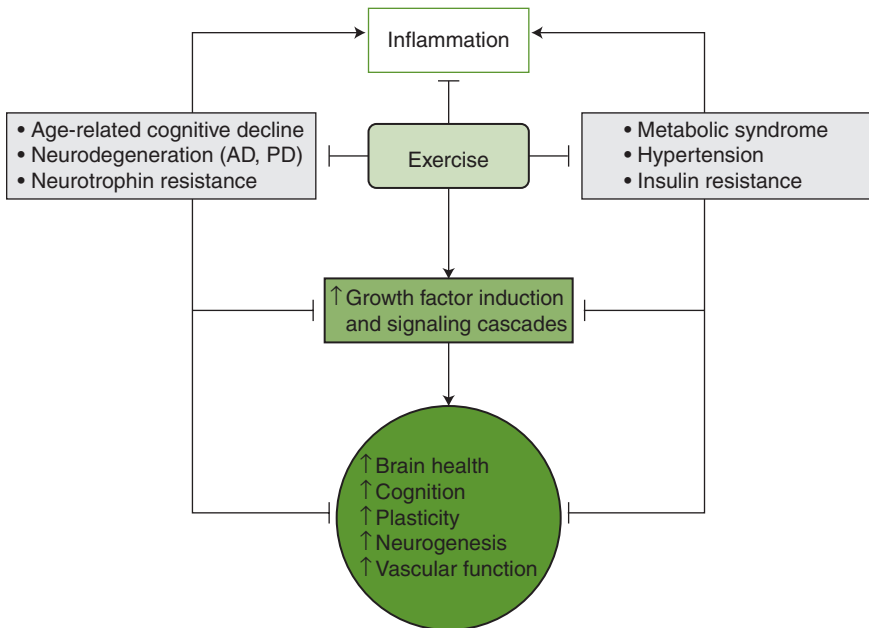 Inflammation
• Age-related cognitive decline
• Neurodegeneration (AD, PD)
• Neurotrophin resistance
Exercise
• Metabolic syndrome
• Hypertension
• Insulin resistance
↑ Growth factor induction
and signaling cascades
↑ Brain health
↑ Cognition
↑ Plasticity
↑ Neurogenesis
↑ Vascular function